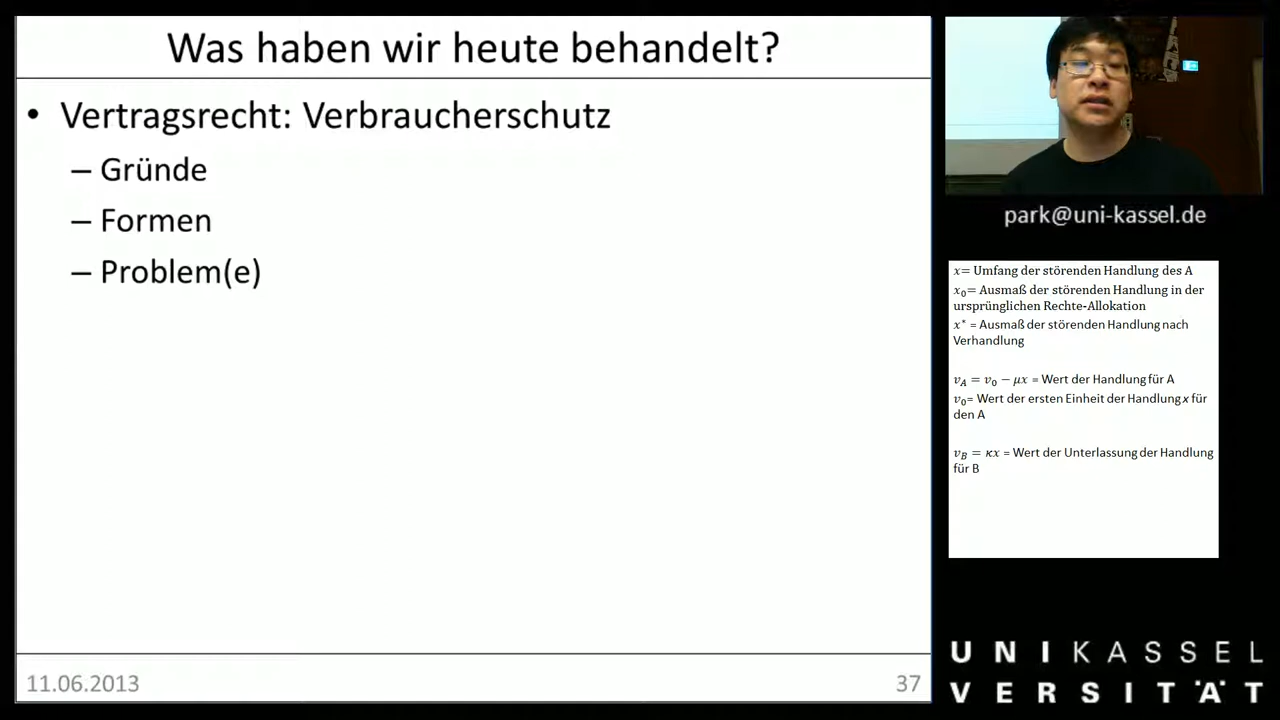 Was haben wir heute behandelt?
• Vertragsrecht: Verbraucherschutz
– Gründe
– Formen
– Problem(e)
11.06.2013
37
park@uni-kassel.de
x= Umfang der störenden Handlung des A
x₀= Ausmaß der störenden Handlung in der
ursprünglichen Rechte-Allokation
x* = Ausmaß der störenden Handlung nach
Verhandlung
v_A = v₀ − μx = Wert der Handlung für A
v₀= Wert der ersten Einheit der Handlung x für
den A
v_B = κx = Wert der Unterlassung der Handlung
für B
UNIKASSEL
VERSITÄT